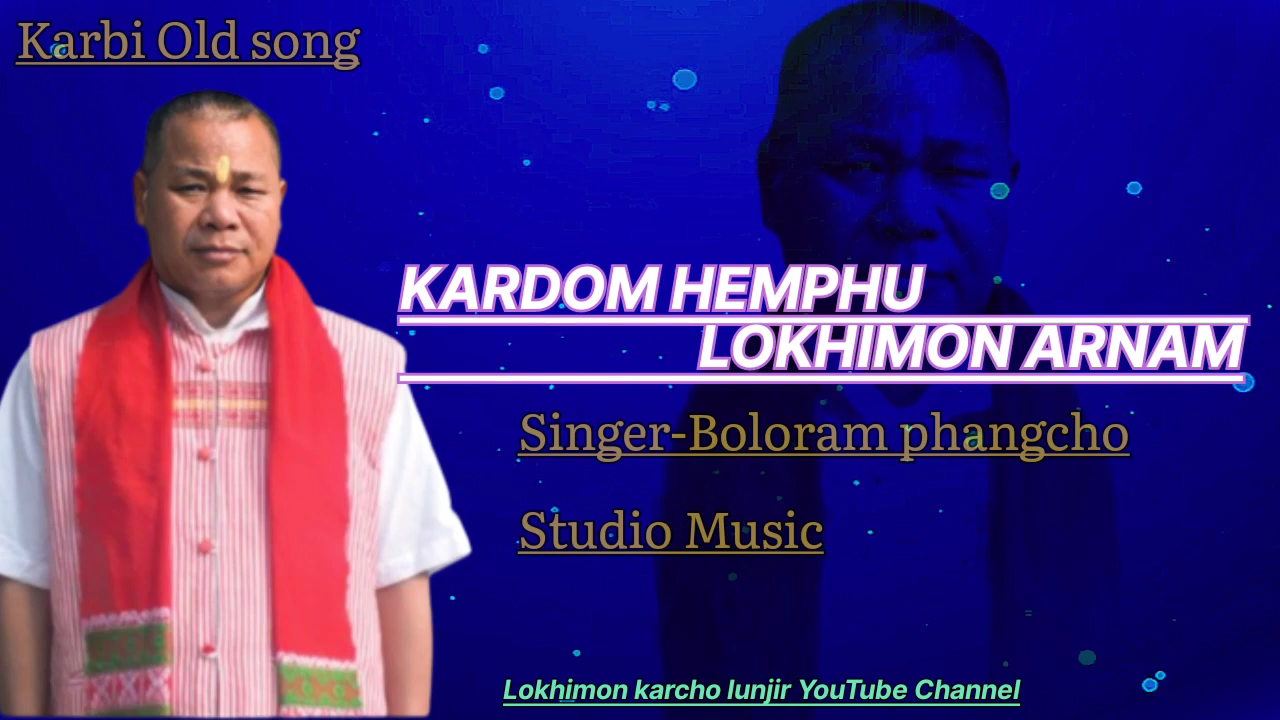 Karbi Old song
KARDOM HEMPHU
LOKHIMON ARNAM
Singer-Boloram phangcho
Studio Music
Lokhimon karcho lunjir YouTube Channel